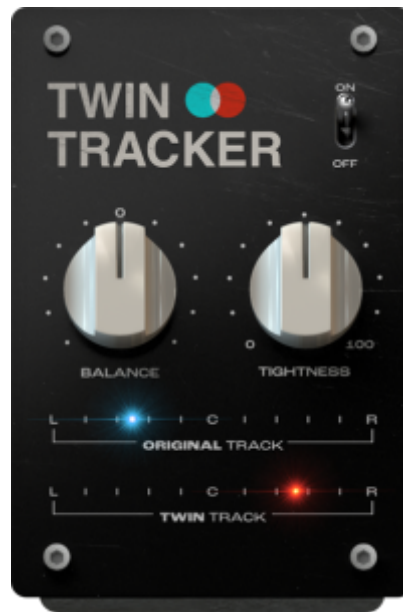 TWIN
TRACKER
ON
OFF
0
0 100
BALANCE
TIGHTNESS
L C R
ORIGINAL TRACK
L C R
TWIN TRACK